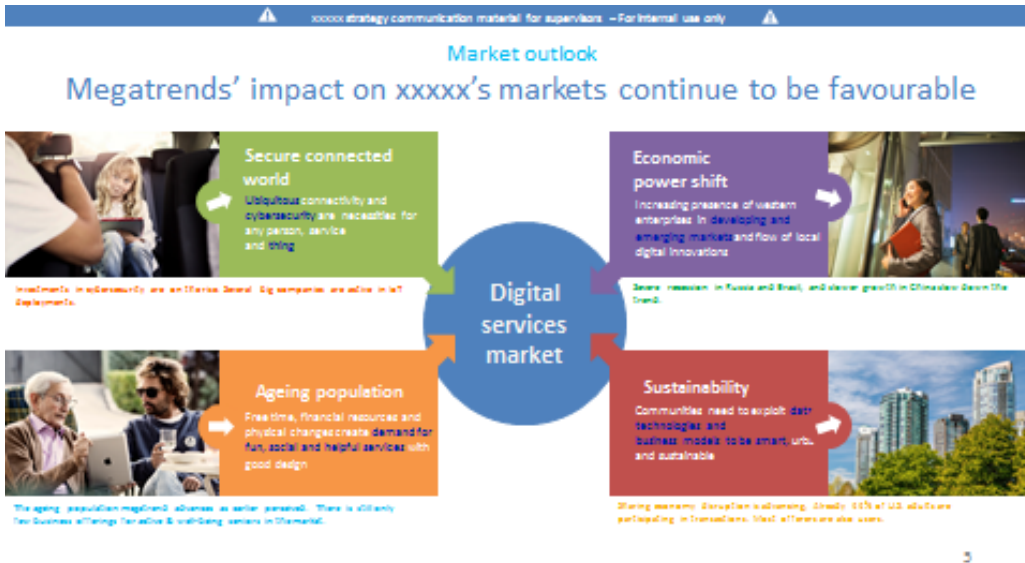 xxxxx strategy communication material for supervisors – For internal use only
Market outlook
Megatrends' impact on xxxxx's markets continue to be favourable
Secure connected
world
Ubiquitous connectivity and
cybersecurity are necessities for
any person, service
and thing
Investments in cybersecurity are on the rise. Several big companies are active in IoT
deployments.
Economic
power shift
Increasing presence of western
enterprises in developing and
emerging markets and flow of local
digital innovations
Severe recession in Russia and Brazil, and slower growth in China slow down the
trend.
Digital
services
market
Ageing population
Free time, financial resources and
physical changes create demand for
fun, social and helpful services with
good design
The ageing population megatrend advances as earlier perceived. There is still only
few business offerings for active & well-being seniors in the market.
Sustainability
Communities need to exploit data
technologies and
business models to be smart, urb
and sustainable
Sharing economy disruption is advancing. Already 44% of U.S. adults are
participating in transactions. Most offerers are also users.
5